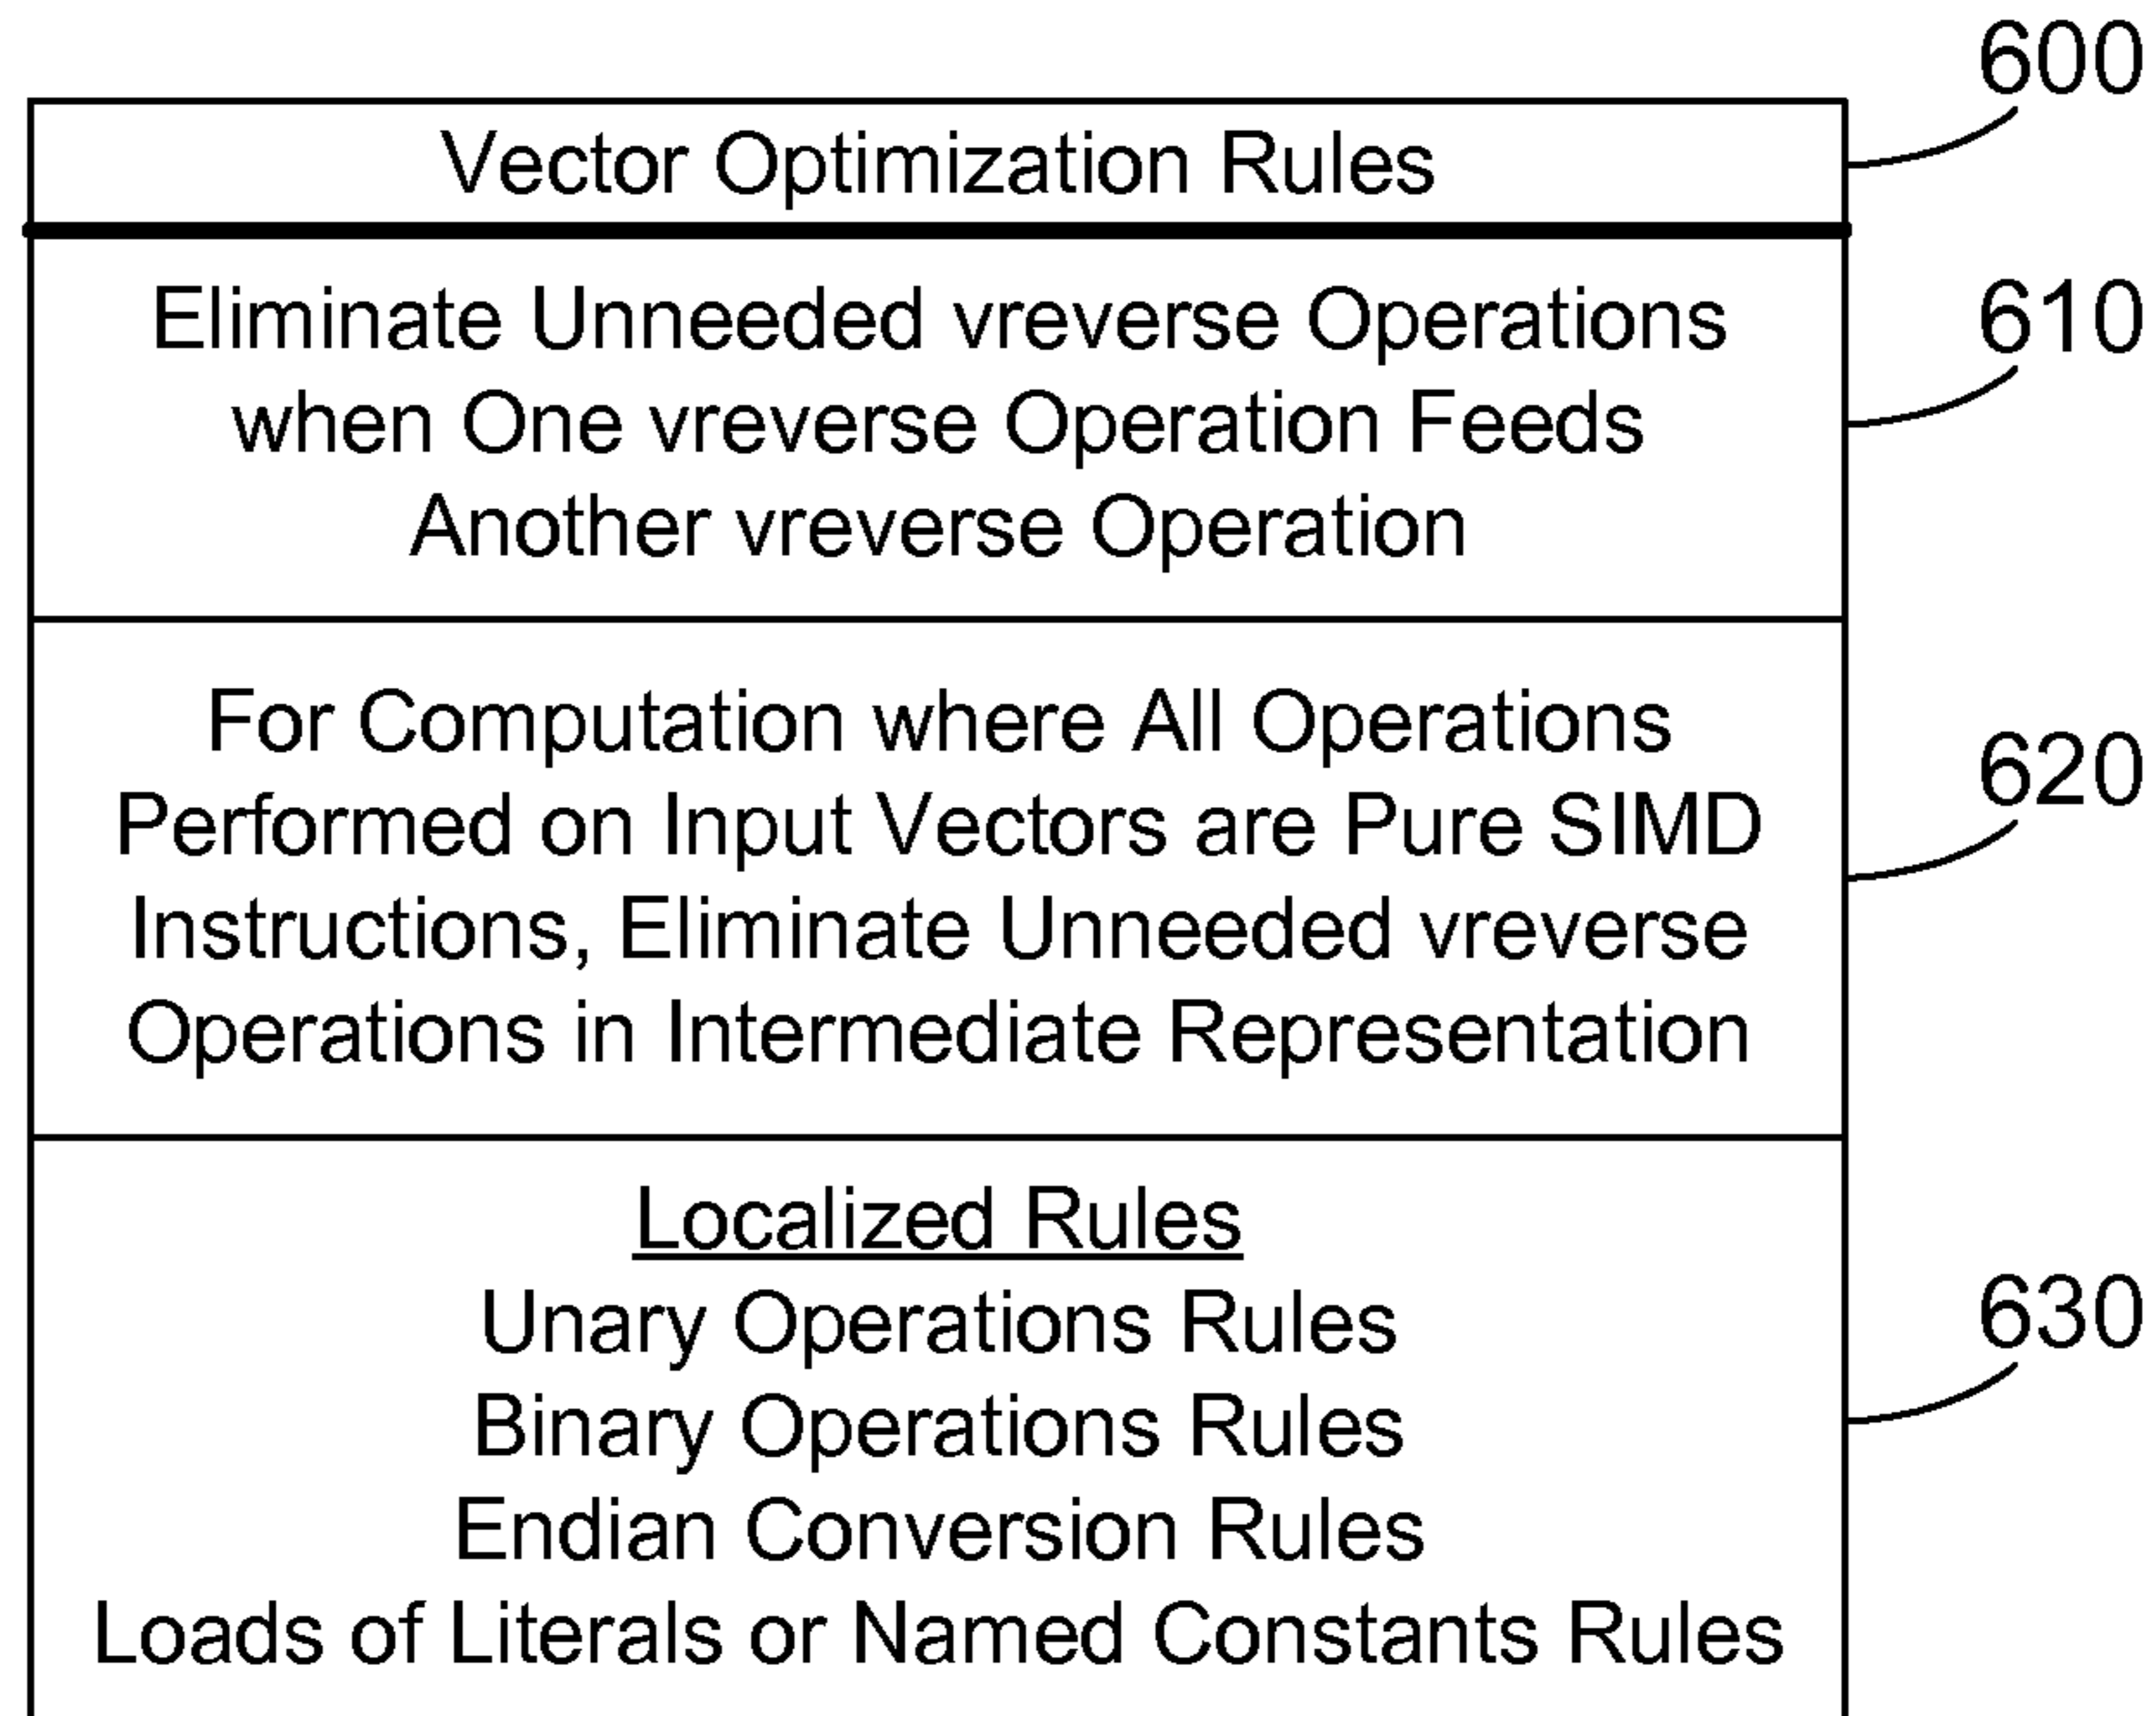 600
Vector Optimization Rules
610
Eliminate Unneeded vreverse Operations
when One vreverse Operation Feeds
Another vreverse Operation
620
For Computation where All Operations
Performed on Input Vectors are Pure SIMD
Instructions, Eliminate Unneeded vreverse
Operations in Intermediate Representation
630
Localized Rules
Unary Operations Rules
Binary Operations Rules
Endian Conversion Rules
Loads of Literals or Named Constants Rules